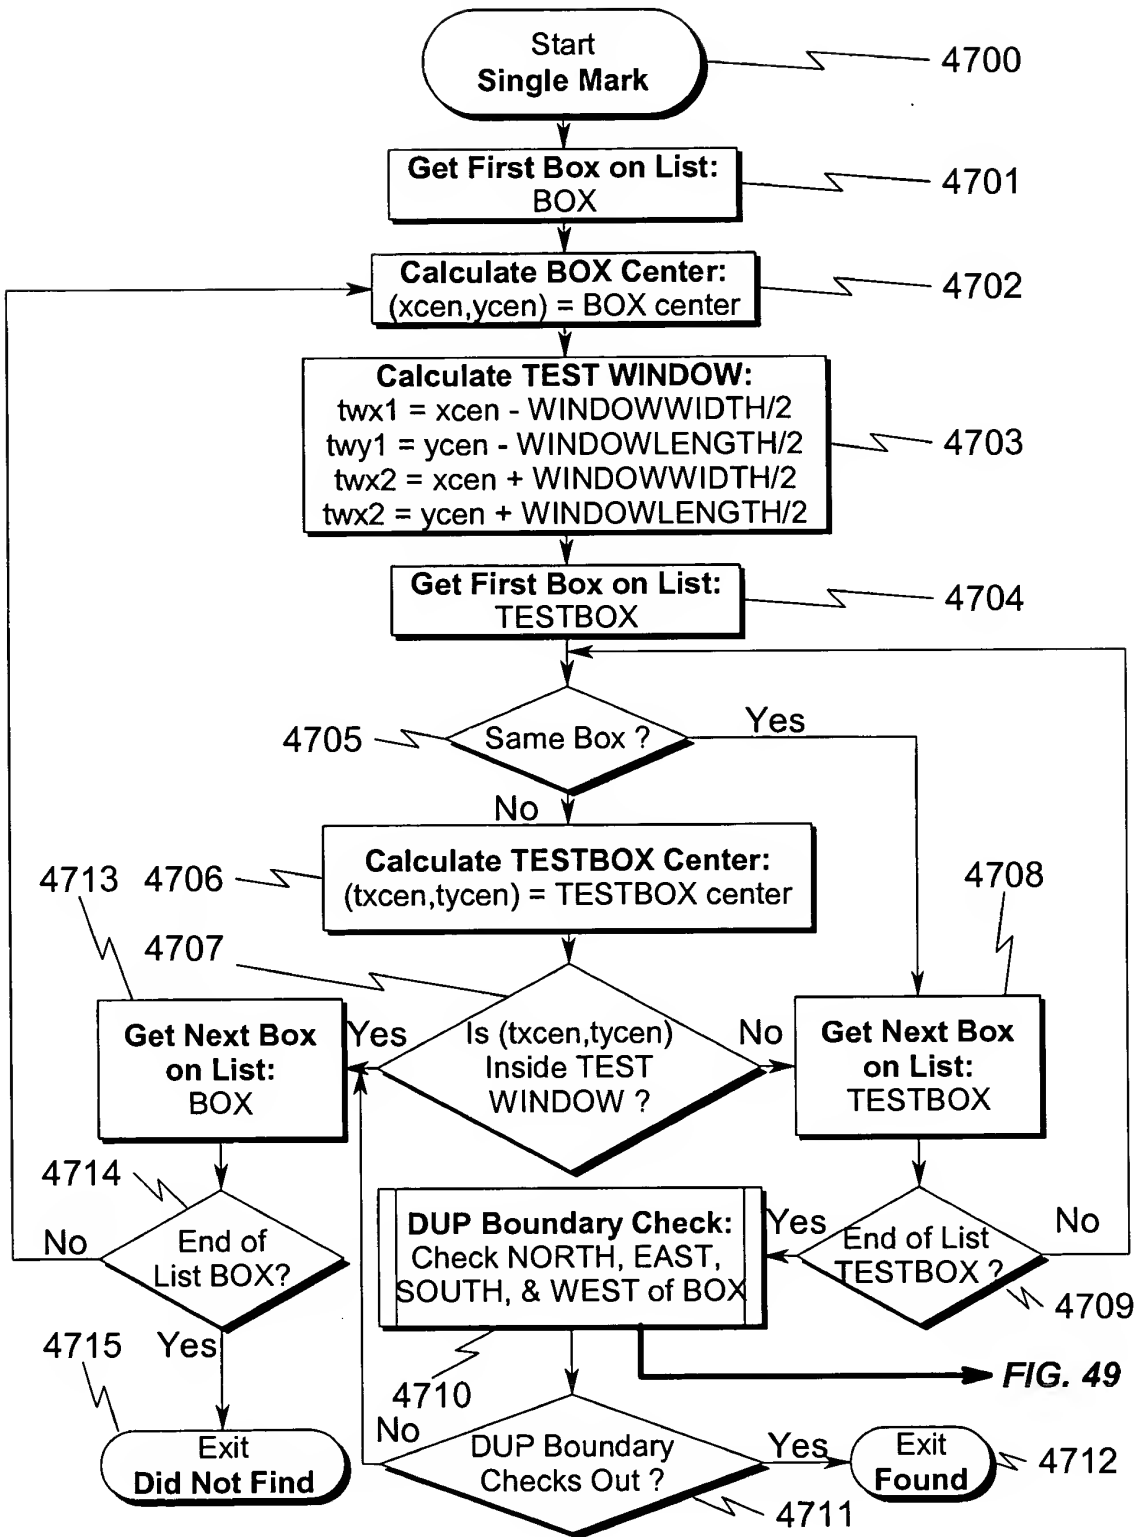 Start
Single Mark
4700
Get First Box on List:
BOX
4701
Calculate BOX Center:
(xcen,ycen) = BOX center
4702
Calculate TEST WINDOW:
twx1 = xcen - WINDOWWIDTH/2
twy1 = ycen - WINDOWLENGTH/2
twx2 = xcen + WINDOWWIDTH/2
twx2 = ycen + WINDOWLENGTH/2
4703
Get First Box on List:
TESTBOX
4704
4705
Same Box ?
Yes
No
Calculate TESTBOX Center:
(txcen,tycen) = TESTBOX center
4713
4706
4708
4707
Get Next Box
on List:
BOX
Yes
Is (txcen,tycen)
Inside TEST
WINDOW ?
No
Get Next Box
on List:
TESTBOX
4714
No
End of
List BOX?
DUP Boundary Check:
Check NORTH, EAST,
SOUTH, & WEST of BOX
Yes
End of List
TESTBOX ?
No
4709
4715
Yes
4710
FIG. 49
No
Exit
Did Not Find
DUP Boundary
Checks Out ?
Yes
Exit
Found
4712
4711